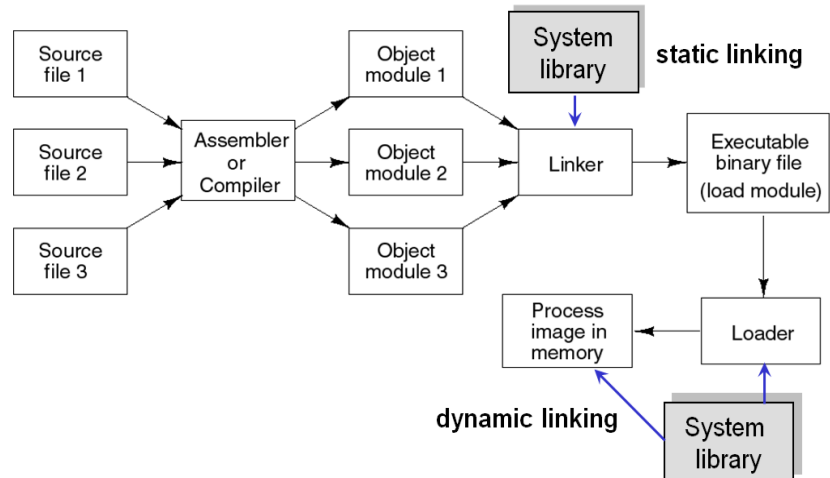 Source
file 1
Source
file 2
Source
file 3
Assembler
or
Compiler
Object
module 1
Object
module 2
Object
module 3
System
library
static linking
Linker
Executable
binary file
(load module)
Loader
Process
image in
memory
dynamic linking
System
library